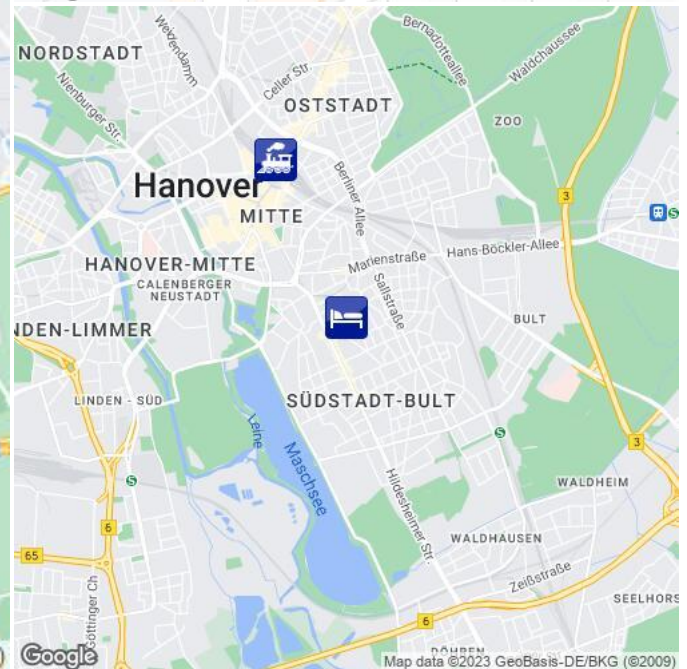 NORDSTADT
Weidendamm
Bernadotteallee
Waldchaussee
Celler Str.
Nienburger Str.
OSTSTADT
ZOO
Hanover
Berliner Allee
3
MITTE
S
Marienstraße
Hans-Böckler-Allee
HANOVER-MITTE
CALENBERGER
NEUSTADT
Sallstraße
BULT
NDEN-LIMMER
LINDEN - SÜD
SÜDSTADT-BULT
Leine
Maschsee
S
3
S
Hildesheimer Str.
WALDHEIM
6
WALDHAUSEN
65
Zeißstraße
Göttinger Ch
6
SEELHORS
DÖHREN
Google
Map data ©2023 GeoBasis-DE/BKG (©2009)